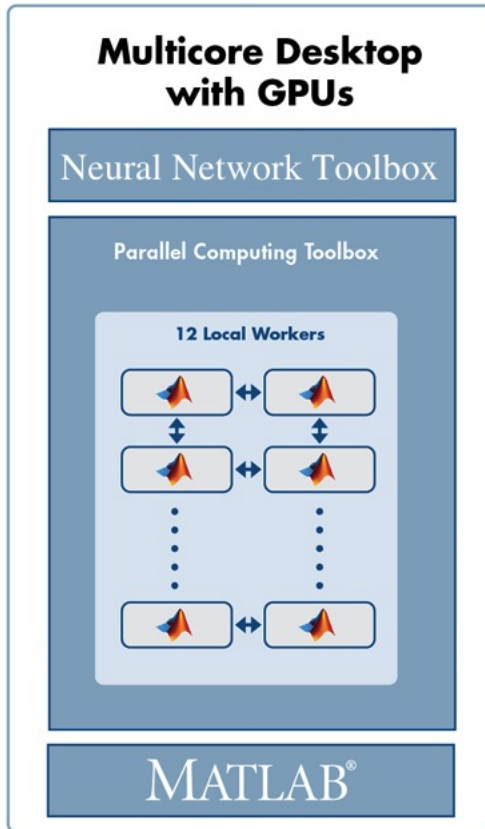 Multicore Desktop
with GPUs
Neural Network Toolbox
Parallel Computing Toolbox
12 Local Workers
MATLAB®